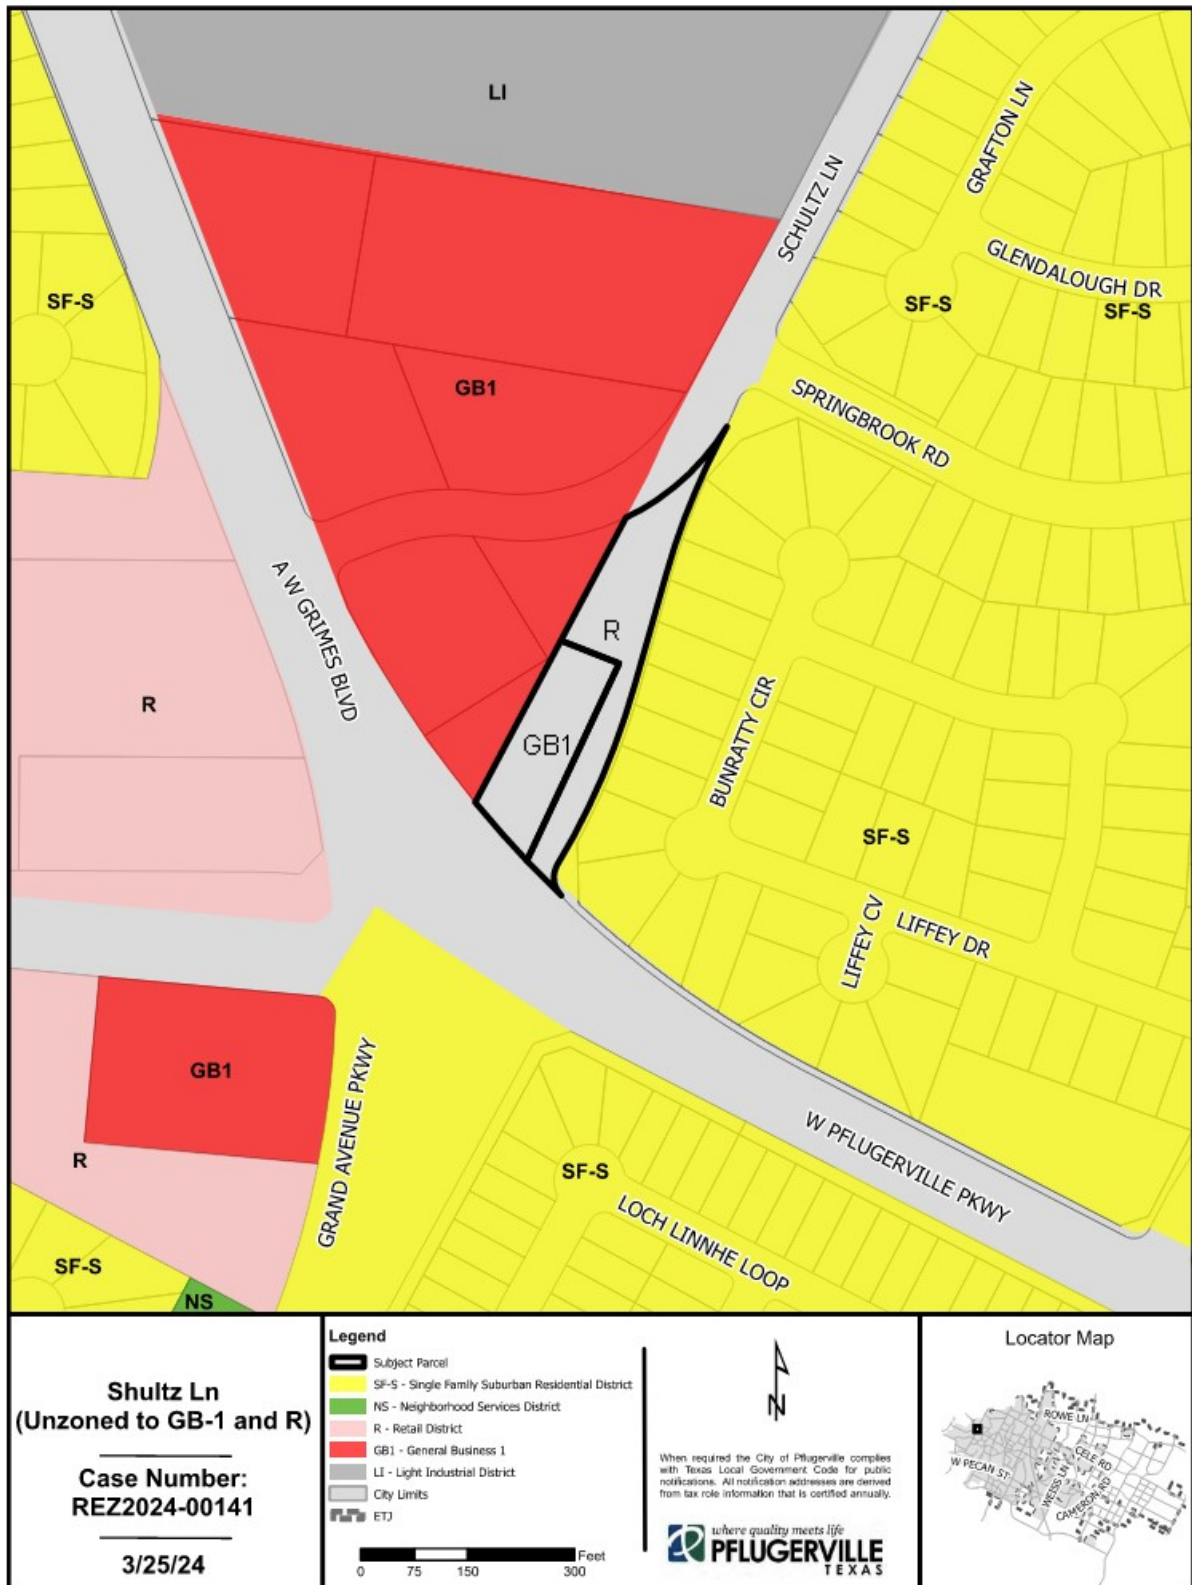 LI
GRAFTON LN
SCHULTZ LN
GLENDALOUGH DR
SF-S
SF-S
SF-S
GB1
SPRINGBROOK RD
A W GRIMES BLVD
R
R
GB1
BUNRATTY CIR
SF-S
LIFFEY CV
LIFFEY DR
GB1
R
GRAND AVENUE PKWY
W PFLUGERVILLE PKWY
SF-S
LOCH LINNHE LOOP
SF-S
NS
Shultz Ln
(Unzoned to GB-1 and R)
Case Number:
REZ2024-00141
3/25/24
Legend
Subject Parcel
SF-S - Single Family Suburban Residential District
NS - Neighborhood Services District
R - Retail District
GB1 - General Business 1
LI - Light Industrial District
City Limits
ETJ
Feet
0 75 150 300
N
When required the City of Pflugerville complies
with Texas Local Government Code for public
notifications. All notification addresses are derived
from tax role information that is certified annually.
where quality meets life
PFLUGERVILLE
TEXAS
Locator Map
ROWE LN
CELE RD
W PECAN ST
WEISS LN
CAMERON RD